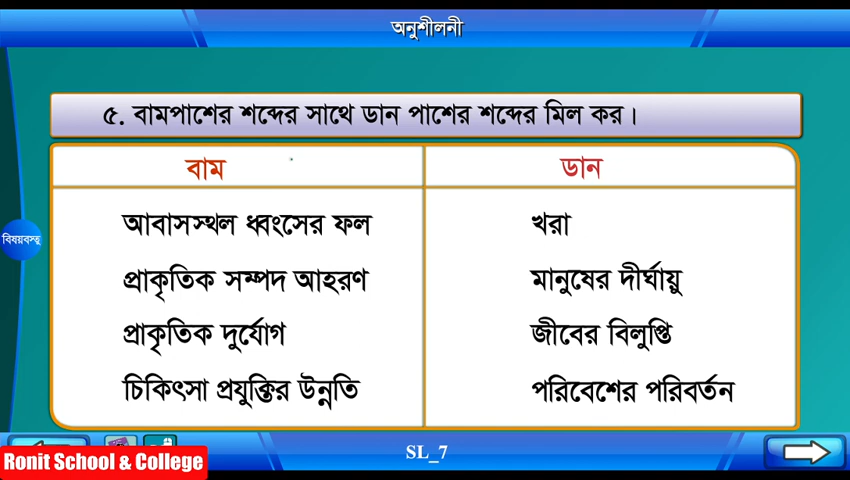 অনুশীলনী
৫. বামপাশের শব্দের সাথে ডান পাশের শব্দের মিল কর।
বাম ডান
আবাসস্থল ধ্বংসের ফল খরা
প্রাকৃতিক সম্পদ আহরণ মানুষের দীর্ঘায়ু
প্রাকৃতিক দুর্যোগ জীবের বিলুপ্তি
চিকিৎসা প্রযুক্তির উন্নতি পরিবেশের পরিবর্তন
বিষয়বস্তু
SL_7
Ronit School & College